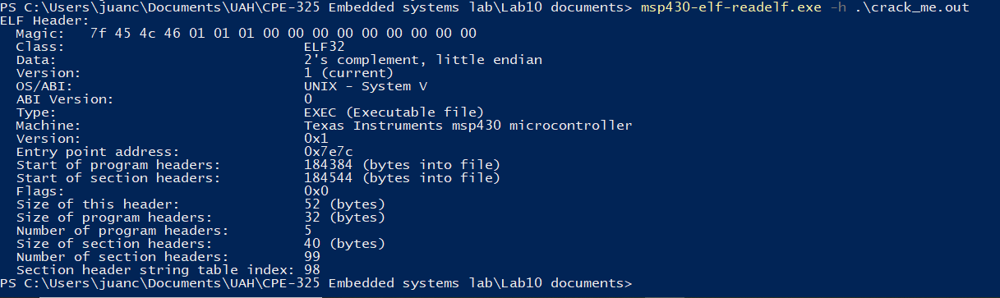 PS C:\Users\juanc\Documents\UAH\CPE-325 Embedded systems lab\Lab10 documents> msp430-elf-readelf.exe -h .\crack_me.out
ELF Header:
  Magic:   7f 45 4c 46 01 01 01 00 00 00 00 00 00 00 00 00
  Class:                             ELF32
  Data:                              2's complement, little endian
  Version:                           1 (current)
  OS/ABI:                            UNIX - System V
  ABI Version:                       0
  Type:                              EXEC (Executable file)
  Machine:                           Texas Instruments msp430 microcontroller
  Version:                           0x1
  Entry point address:               0x7e7c
  Start of program headers:          184384 (bytes into file)
  Start of section headers:          184544 (bytes into file)
  Flags:                             0x0
  Size of this header:               52 (bytes)
  Size of program headers:           32 (bytes)
  Number of program headers:         5
  Size of section headers:           40 (bytes)
  Number of section headers:         99
  Section header string table index: 98
PS C:\Users\juanc\Documents\UAH\CPE-325 Embedded systems lab\Lab10 documents>